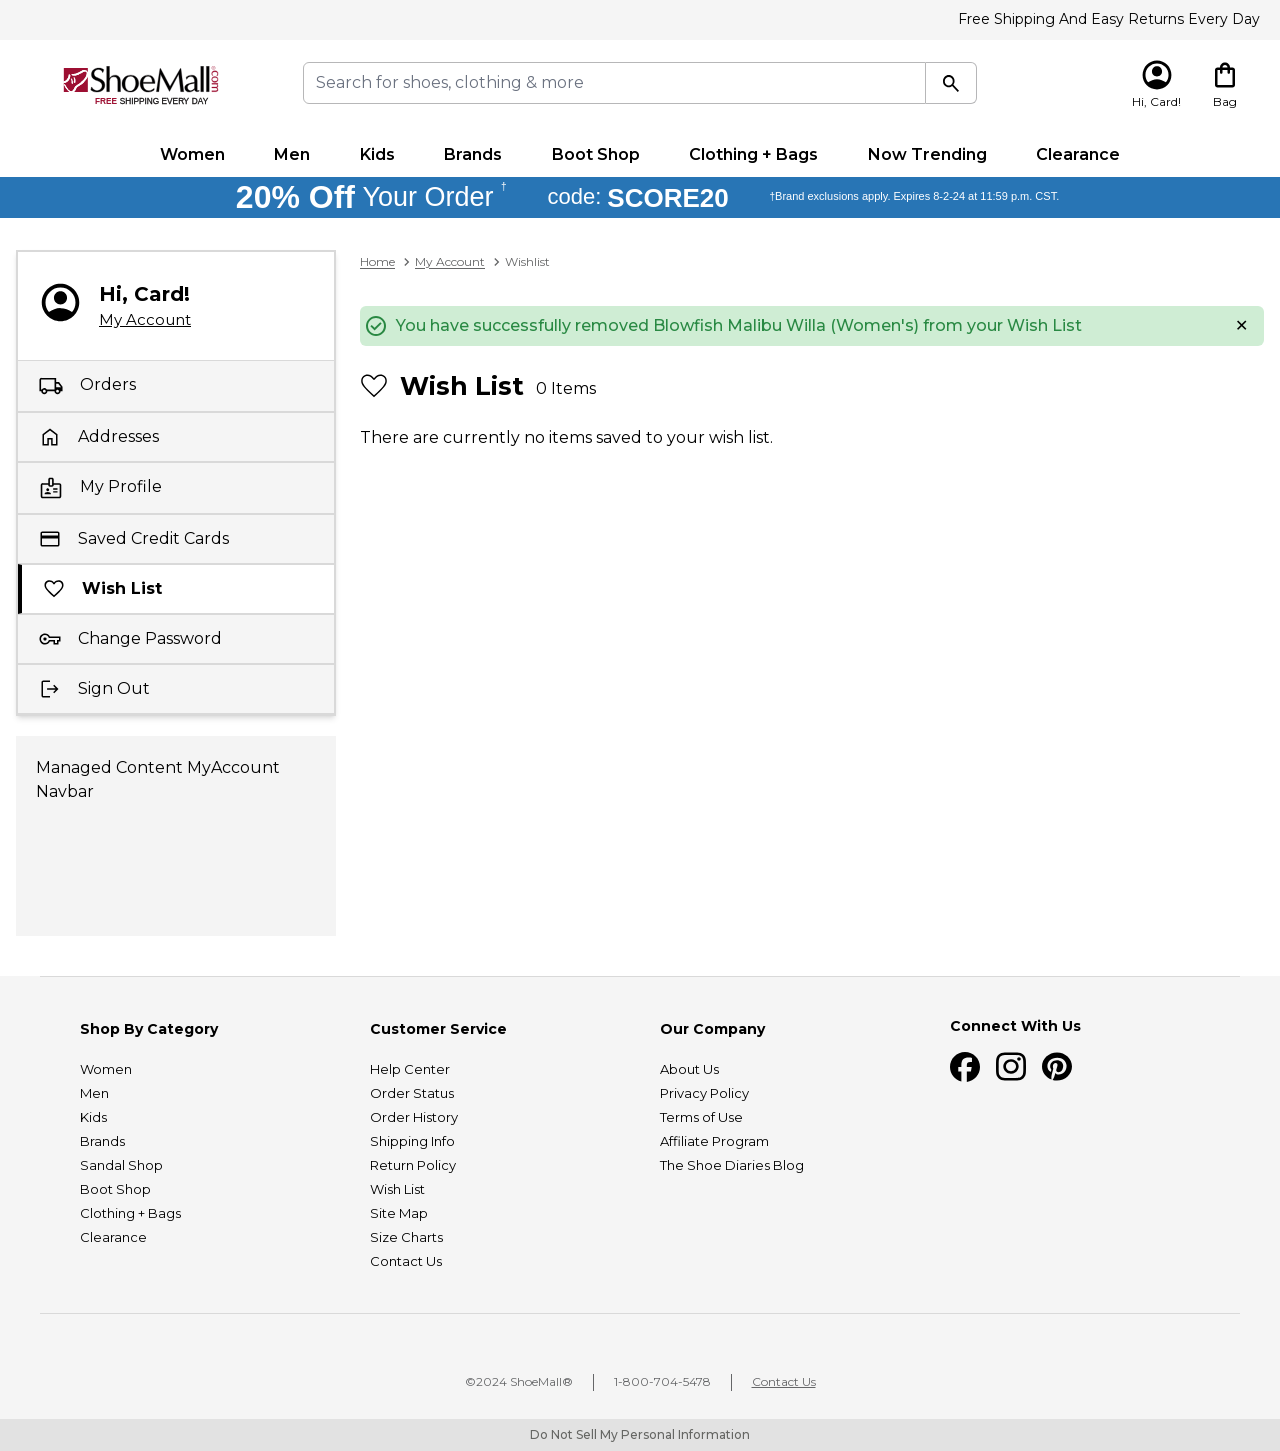 Free Shipping And Easy Returns Every Day
ShoeMall®.com
FREE SHIPPING EVERY DAY
Search for shoes, clothing & more
Hi, Card!
Bag
Women Men Kids Brands Boot Shop Clothing + Bags Now Trending Clearance
20% Off Your Order † code: SCORE20 †Brand exclusions apply. Expires 8-2-24 at 11:59 p.m. CST.
Hi, Card!
My Account
Orders
Addresses
My Profile
Saved Credit Cards
Wish List
Change Password
Sign Out
Managed Content MyAccount
Navbar
Home > My Account > Wishlist
You have successfully removed Blowfish Malibu Willa (Women's) from your Wish List ×
Wish List 0 Items
There are currently no items saved to your wish list.
Shop By Category
Women
Men
Kids
Brands
Sandal Shop
Boot Shop
Clothing + Bags
Clearance
Customer Service
Help Center
Order Status
Order History
Shipping Info
Return Policy
Wish List
Site Map
Size Charts
Contact Us
Our Company
About Us
Privacy Policy
Terms of Use
Affiliate Program
The Shoe Diaries Blog
Connect With Us
©2024 ShoeMall® | 1-800-704-5478 | Contact Us
Do Not Sell My Personal Information